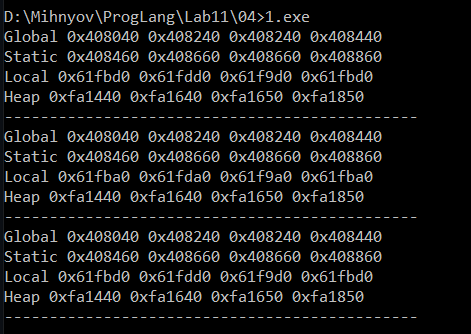 D:\Mihnyov\ProgLang\Lab11\04>1.exe
Global 0x408040 0x408240 0x408240 0x408440
Static 0x408460 0x408660 0x408660 0x408860
Local 0x61fbd0 0x61fdd0 0x61f9d0 0x61fbd0
Heap 0xfa1440 0xfa1640 0xfa1650 0xfa1850
-----------------------------------------------
Global 0x408040 0x408240 0x408240 0x408440
Static 0x408460 0x408660 0x408660 0x408860
Local 0x61fba0 0x61fda0 0x61f9a0 0x61fba0
Heap 0xfa1440 0xfa1640 0xfa1650 0xfa1850
-----------------------------------------------
Global 0x408040 0x408240 0x408240 0x408440
Static 0x408460 0x408660 0x408660 0x408860
Local 0x61fbd0 0x61fdd0 0x61f9d0 0x61fbd0
Heap 0xfa1440 0xfa1640 0xfa1650 0xfa1850
-----------------------------------------------